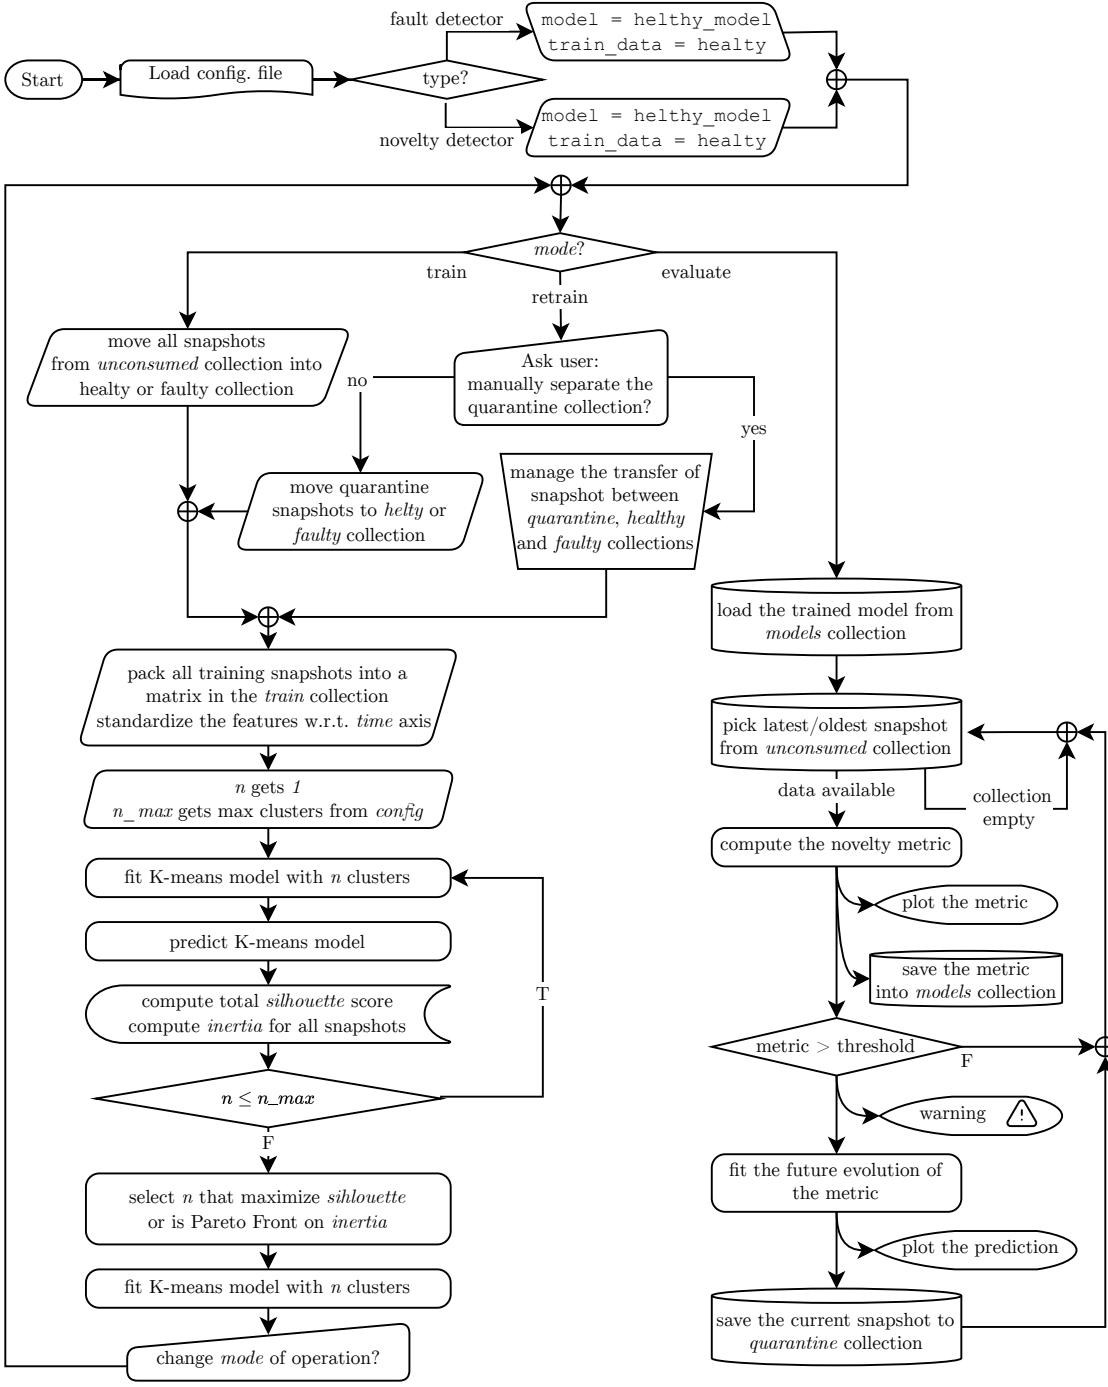 fault detector
model = helthy_model
train_data = healty
Start
Load config. file
type?
model = helthy_model
train_data = healty
novelty detector
mode?
train
evaluate
retrain
move all snapshots
from unconsumed collection into
healty or faulty collection
Ask user:
manually separate the
quarantine collection?
no
yes
move quarantine
snapshots to helty or
faulty collection
manage the transfer of
snapshot between
quarantine, healthy
and faulty collections
load the trained model from
models collection
pack all training snapshots into a
matrix in the train collection
standardize the features w.r.t. time axis
pick latest/oldest snapshot
from unconsumed collection
data available
collection
empty
n gets 1
n_max gets max clusters from config
compute the novelty metric
fit K-means model with n clusters
plot the metric
predict K-means model
save the metric
into models collection
T
compute total silhouette score
compute inertia for all snapshots
metric > threshold
F
n ≤ n_max
warning
F
fit the future evolution of
the metric
select n that maximize sihlouette
or is Pareto Front on inertia
plot the prediction
fit K-means model with n clusters
save the current snapshot to
quarantine collection
change mode of operation?